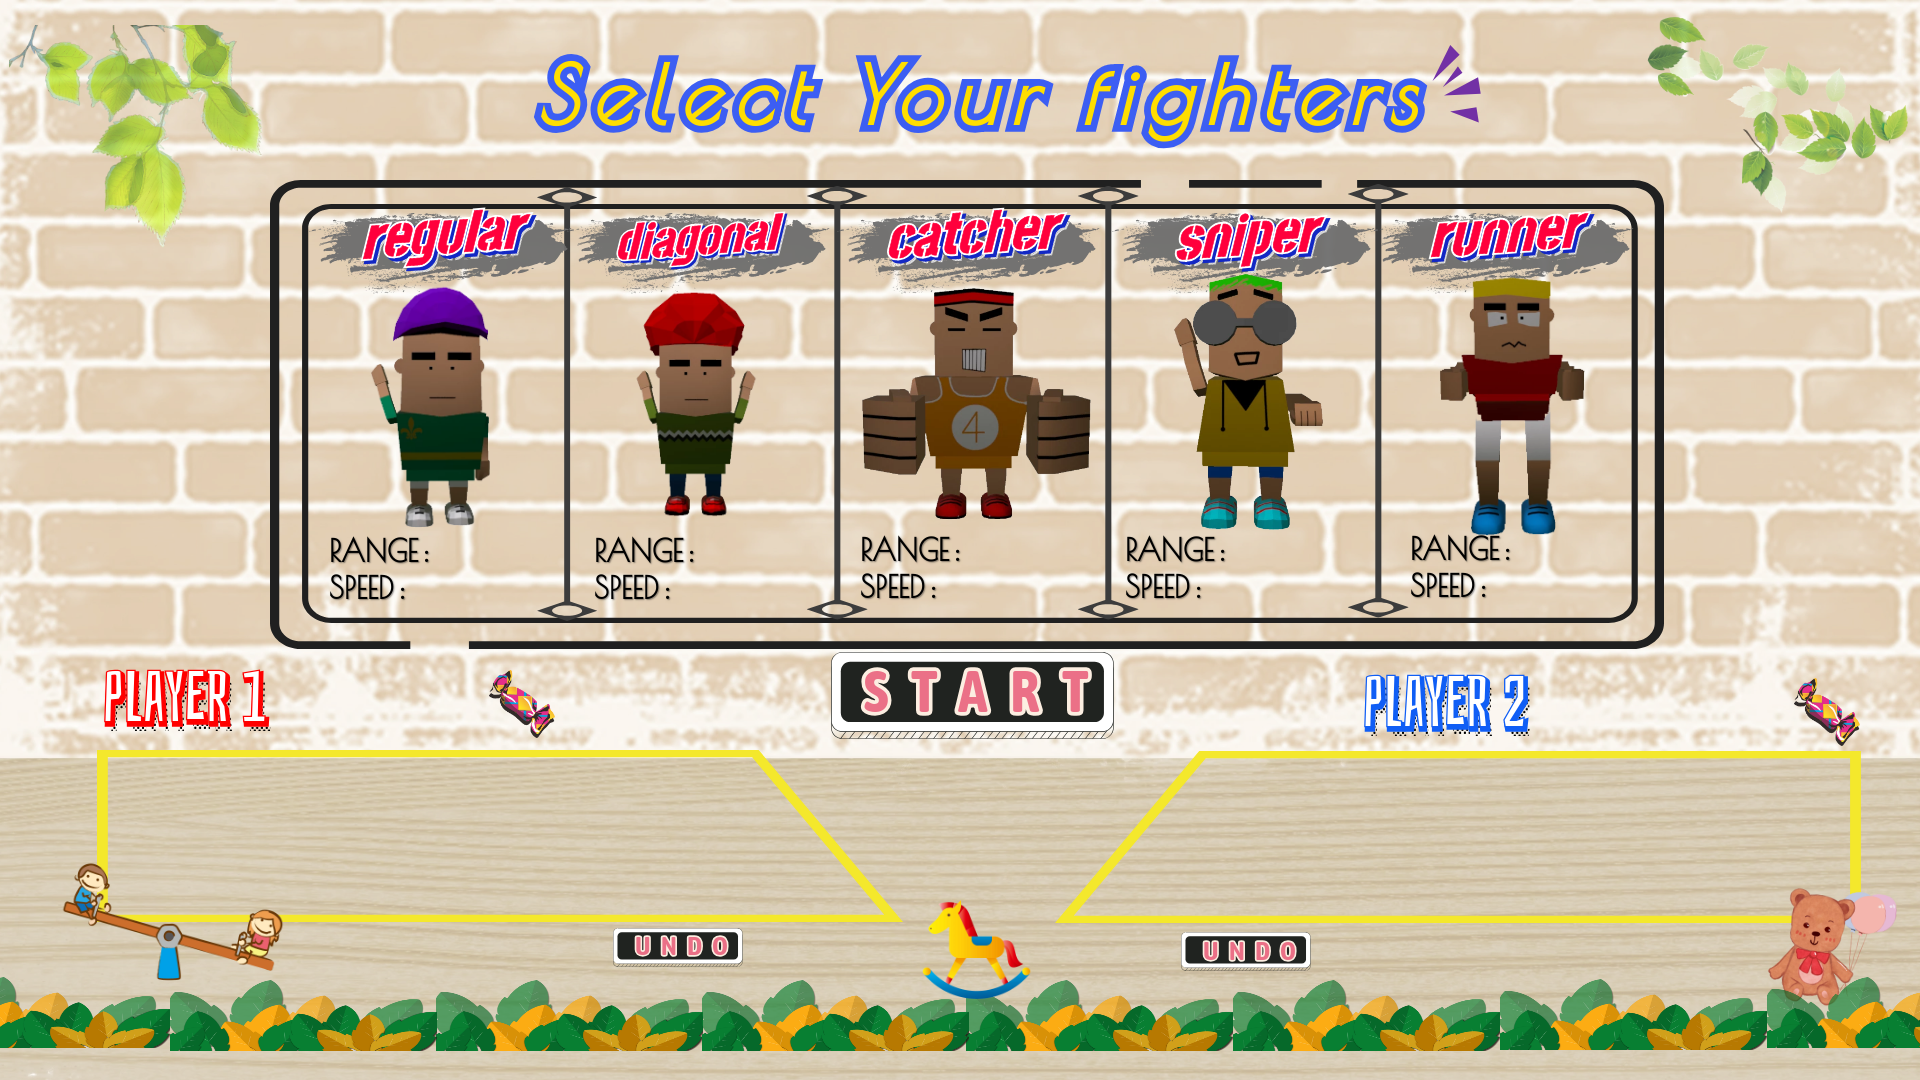 Select Your fighters
regular
diagonal
catcher
sniper
runner
4
RANGE:
SPEED:
RANGE:
SPEED:
RANGE:
SPEED:
RANGE:
SPEED:
RANGE:
SPEED:
PLAYER 1
START
PLAYER 2
UNDO
UNDO